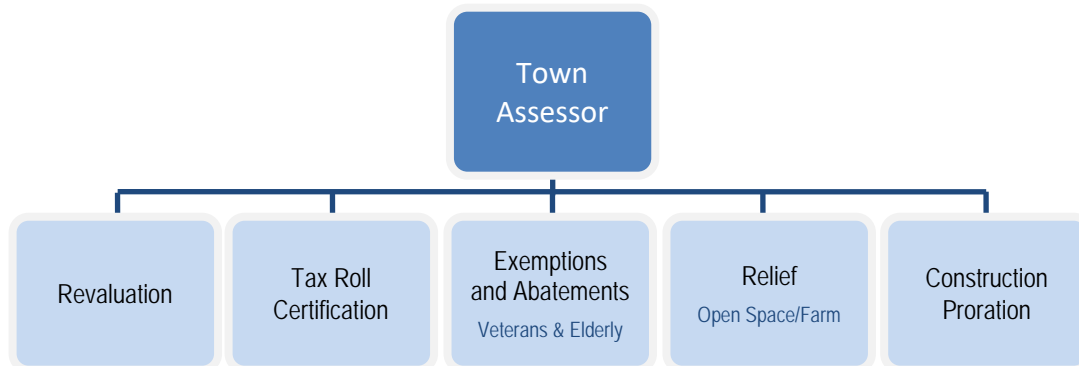 Town
Assessor
Revaluation
Tax Roll
Certification
Exemptions
and Abatements
Veterans & Elderly
Relief
Open Space/Farm
Construction
Proration